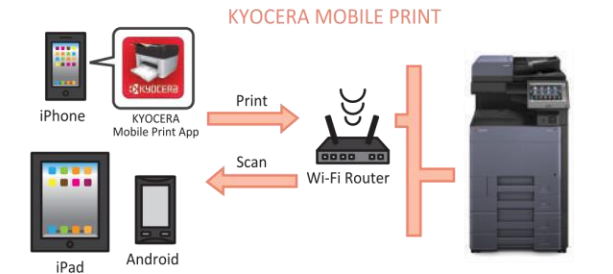 KYOCERA MOBILE PRINT
KYOCERA
iPhone
KYOCERA
Mobile Print App
Print
Scan
Wi-Fi Router
iPad
Android